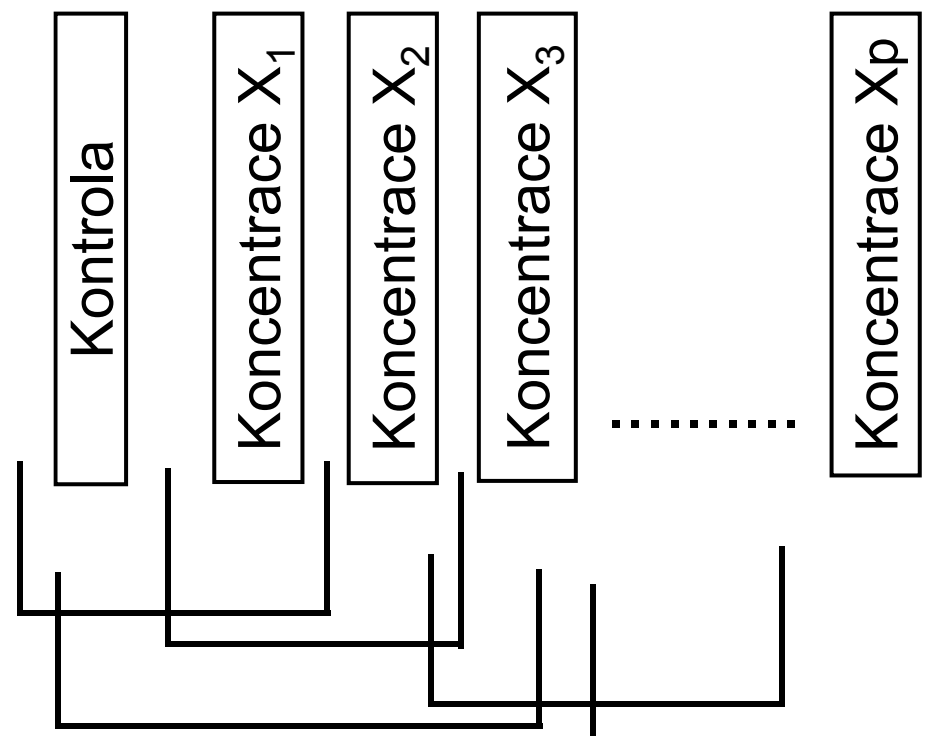 Kontrola
Koncentrace X₁
Koncentrace X₂
Koncentrace X₃
Koncentrace Xp